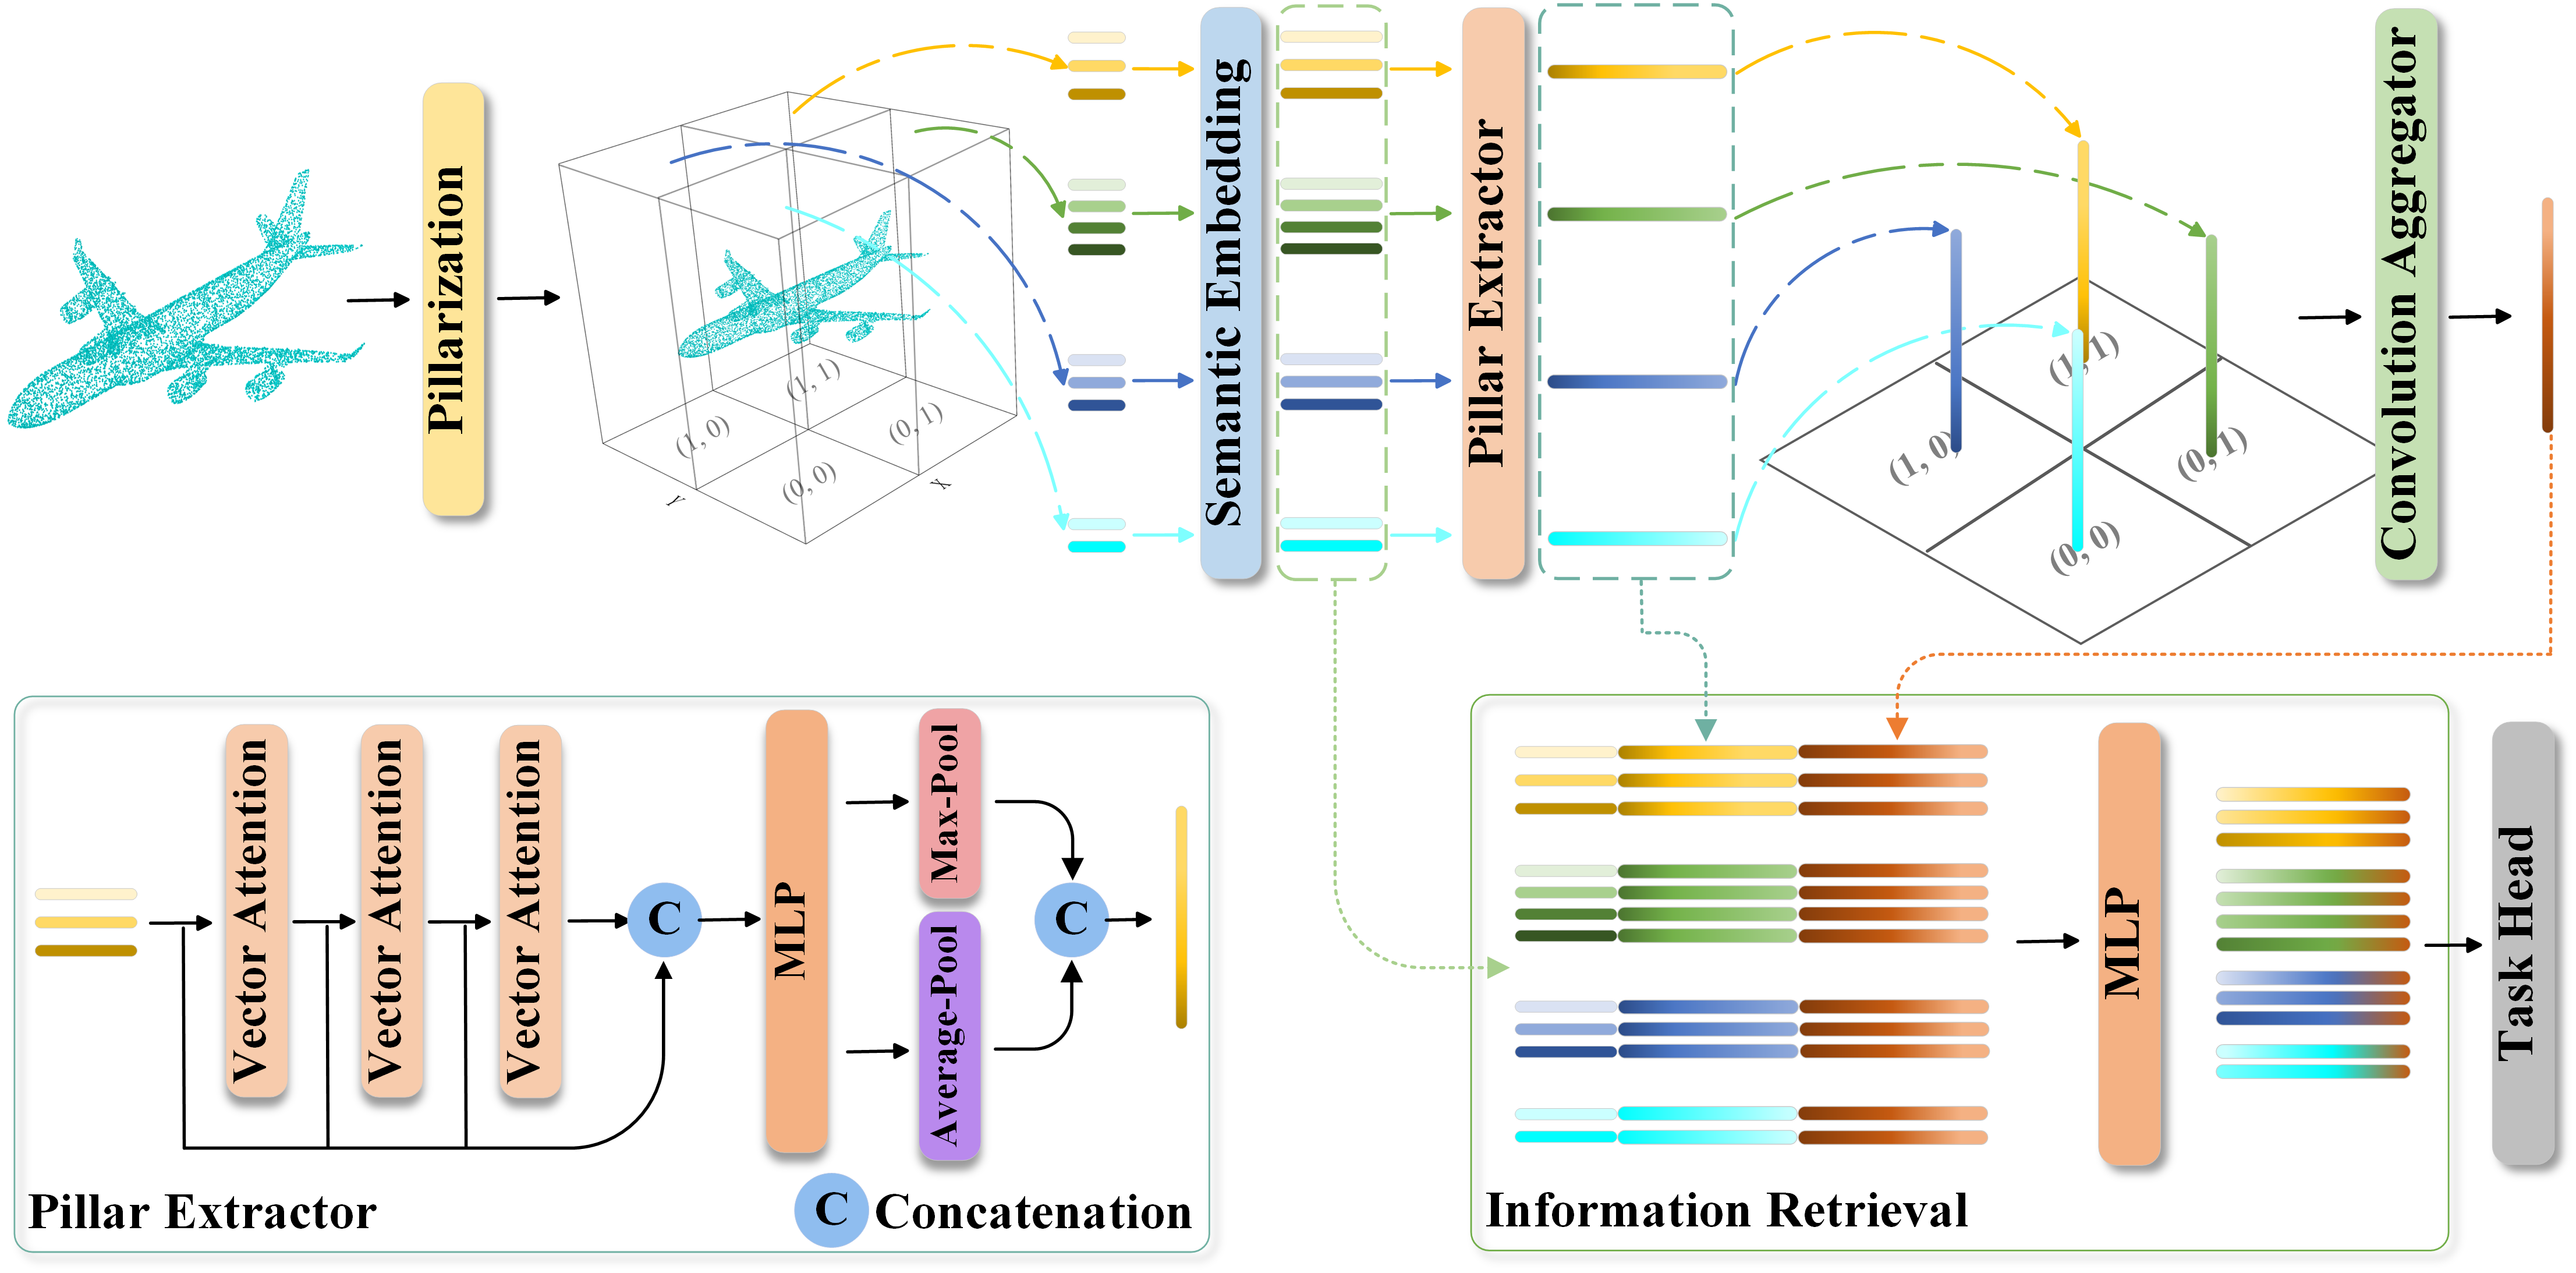 Pillarization
(1, 1)
(1, 0)
(0, 1)
(0, 0)
Y
X
Semantic Embedding
Pillar Extractor
(1, 1)
(1, 0)
(0, 1)
(0, 0)
Convolution Aggregator
Vector Attention
Vector Attention
Vector Attention
C
MLP
Max-Pool
Average-Pool
C
Pillar Extractor
C Concatenation
MLP
Information Retrieval
Task Head